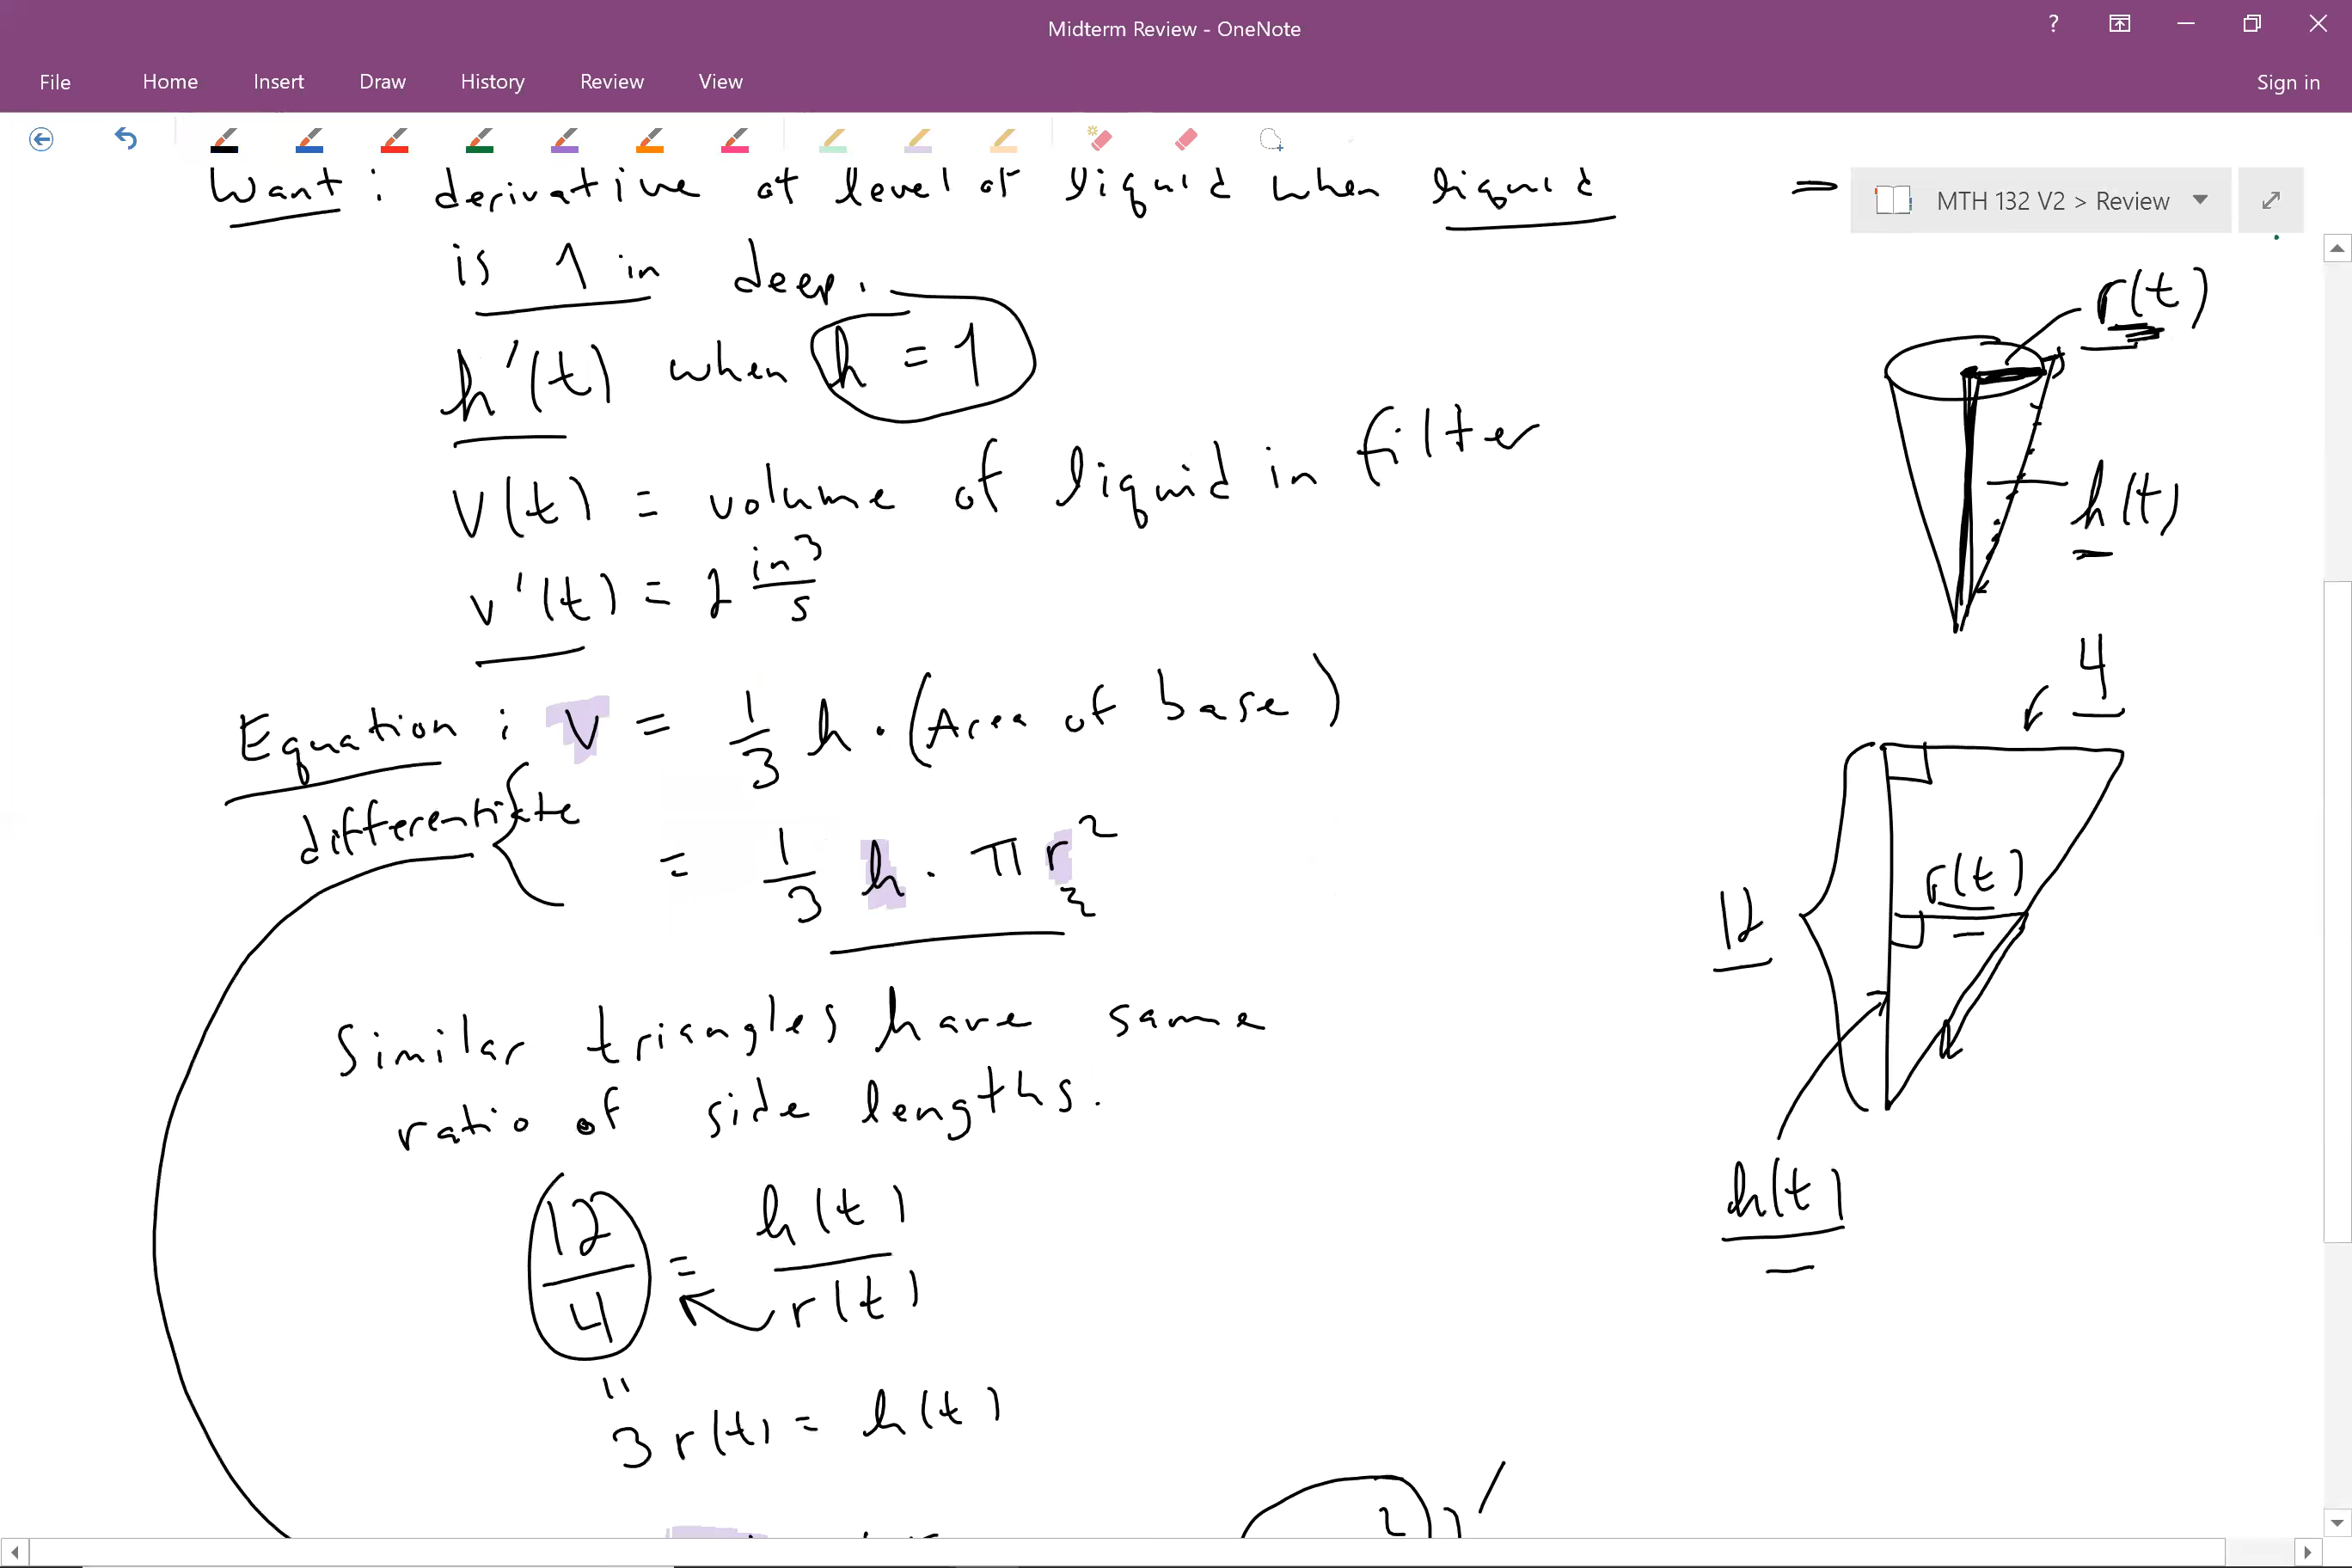 Midterm Review - OneNote
File Home Insert Draw History Review View Sign in
MTH 132 V2 > Review
Want: derivative of level of liquid when liquid =
is 1 in deep.
h'(t) when h = 1
V(t) = volume of liquid in filter
v'(t) = 2 in³/s
Equation: V = 1/3 h · (Area of base)
differentiate
= 1/3 h · π r²
2
Similar triangles have same
ratio of side lengths.
12/4 = h(t)/r(t)
"
3 r(t) = h(t)
r(t)
h(t)
4
12
r(t)
h(t)